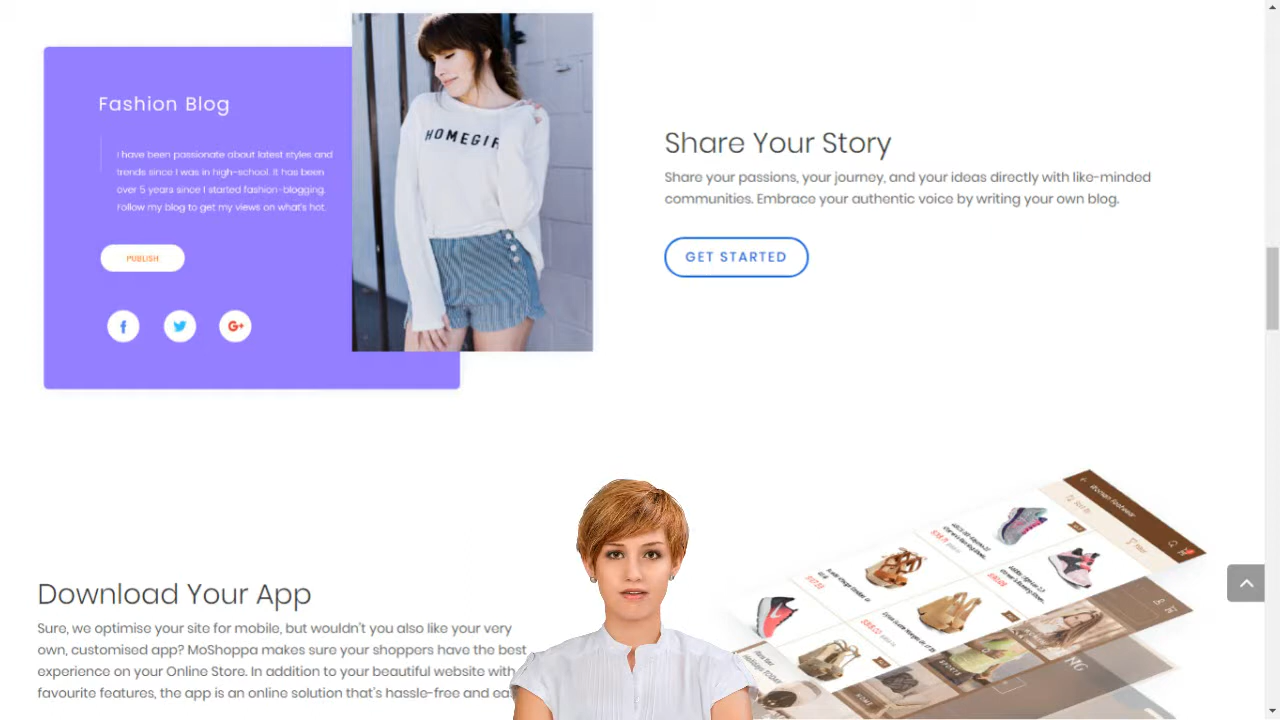 Fashion Blog
I have been passionate about latest styles and
trends since I was in high-school. It has been
over 5 years since I started fashion-blogging.
Follow my blog to get my views on what's hot.
PUBLISH
HOMEGIR
Share Your Story
Share your passions, your journey, and your ideas directly with like-minded
communities. Embrace your authentic voice by writing your own blog.
GET STARTED
Download Your App
Sure, we optimise your site for mobile, but wouldn't you also like your very
own, customised app? MoShoppa makes sure your shoppers have the best
experience on your Online Store. In addition to your beautiful website with
favourite features, the app is an online solution that's hassle-free and
Women Footwear
Sort By
Filter